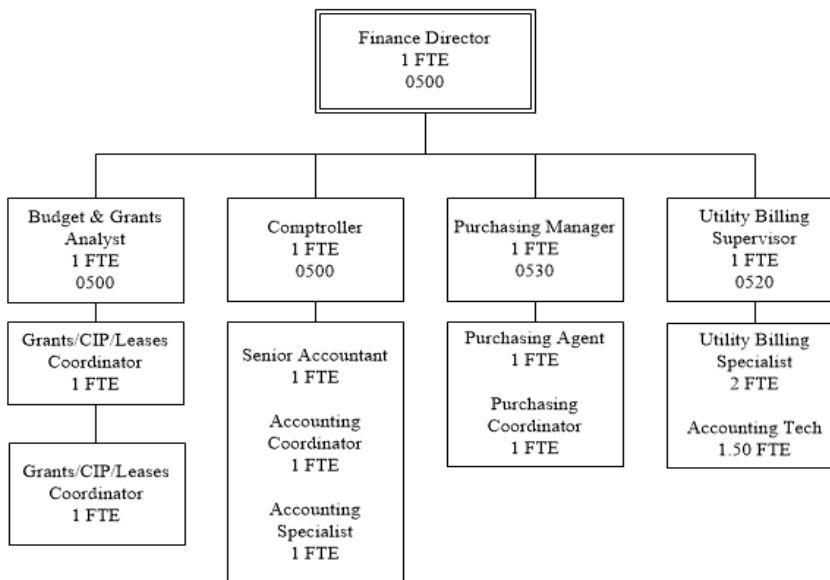 Finance Director
1 FTE
0500
Budget & Grants
Analyst
1 FTE
0500
Comptroller
1 FTE
0500
Purchasing Manager
1 FTE
0530
Utility Billing
Supervisor
1 FTE
0520
Grants/CIP/Leases
Coordinator
1 FTE
Grants/CIP/Leases
Coordinator
1 FTE
Senior Accountant
1 FTE
Accounting
Coordinator
1 FTE
Accounting
Specialist
1 FTE
Purchasing Agent
1 FTE
Purchasing
Coordinator
1 FTE
Utility Billing
Specialist
2 FTE
Accounting Tech
1.50 FTE